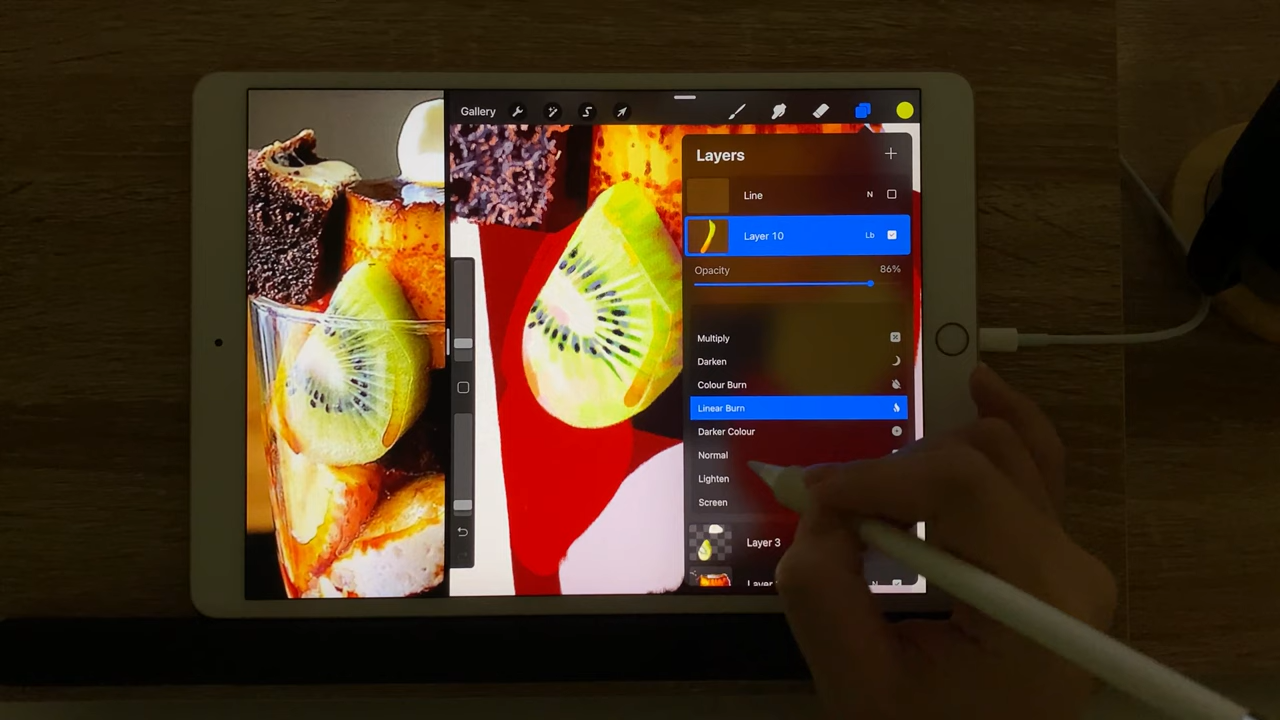 Gallery
Layers
Line N
Layer 10 Lb
Opacity 86%
Multiply
Darken
Colour Burn
Linear Burn
Darker Colour
Normal
Lighten
Screen
Layer 3
Layer N